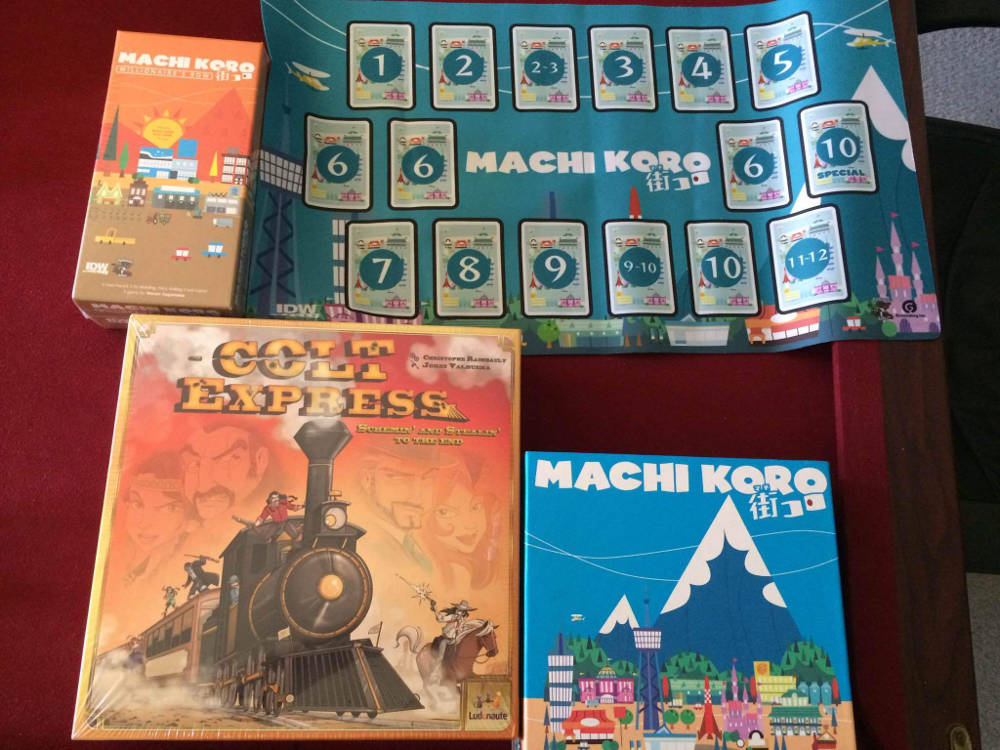 MACHI KORO
MILLIONAIRE'S ROW 街コロ
IDW
MACHI KORO
1
2
2-3
3
4
5
6
6
MACHI KORO
街コロ
6
10
SPECIAL
7
8
9
9-10
10
11-12
IDW
COLT
EXPRESS
CHRISTOPHE RAIMBAULT
JORDI VALBUENA
SCHEMIN' AND STEALIN'
TO THE END
Ludonaute
MACHI KORO
街コロ